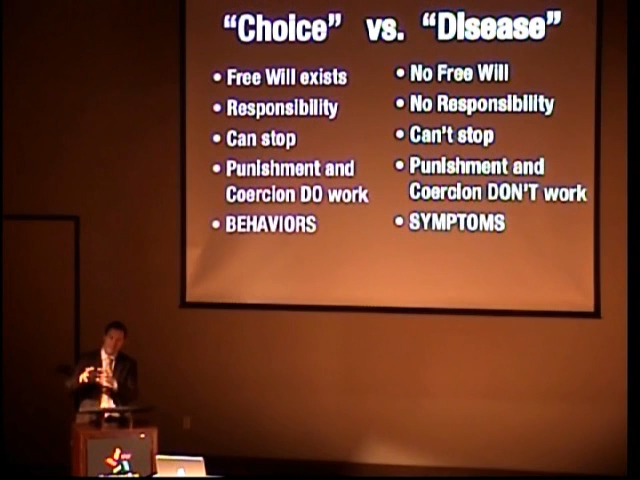 “Choice” vs. “Disease”
• Free Will exists
• Responsibility
• Can stop
• Punishment and
Coercion DO work
• BEHAVIORS
• No Free Will
• No Responsibility
• Can't stop
• Punishment and
Coercion DON'T work
• SYMPTOMS